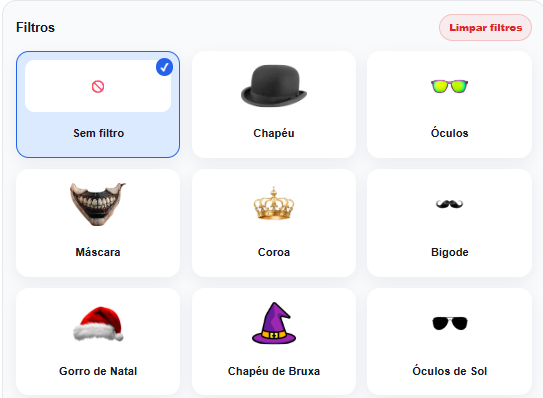 Filtros
Limpar filtros
Sem filtro
Chapéu
Óculos
Máscara
Coroa
Bigode
Gorro de Natal
Chapéu de Bruxa
Óculos de Sol